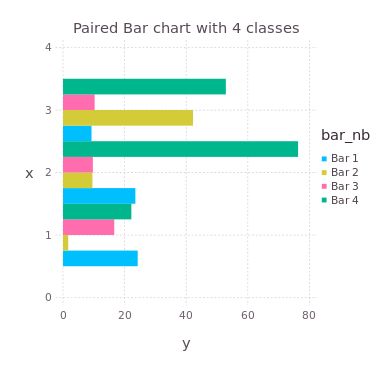 Paired Bar chart with 4 classes
4
3
2
1
0
x
0 20 40 60 80
y
bar_nb
Bar 1
Bar 2
Bar 3
Bar 4